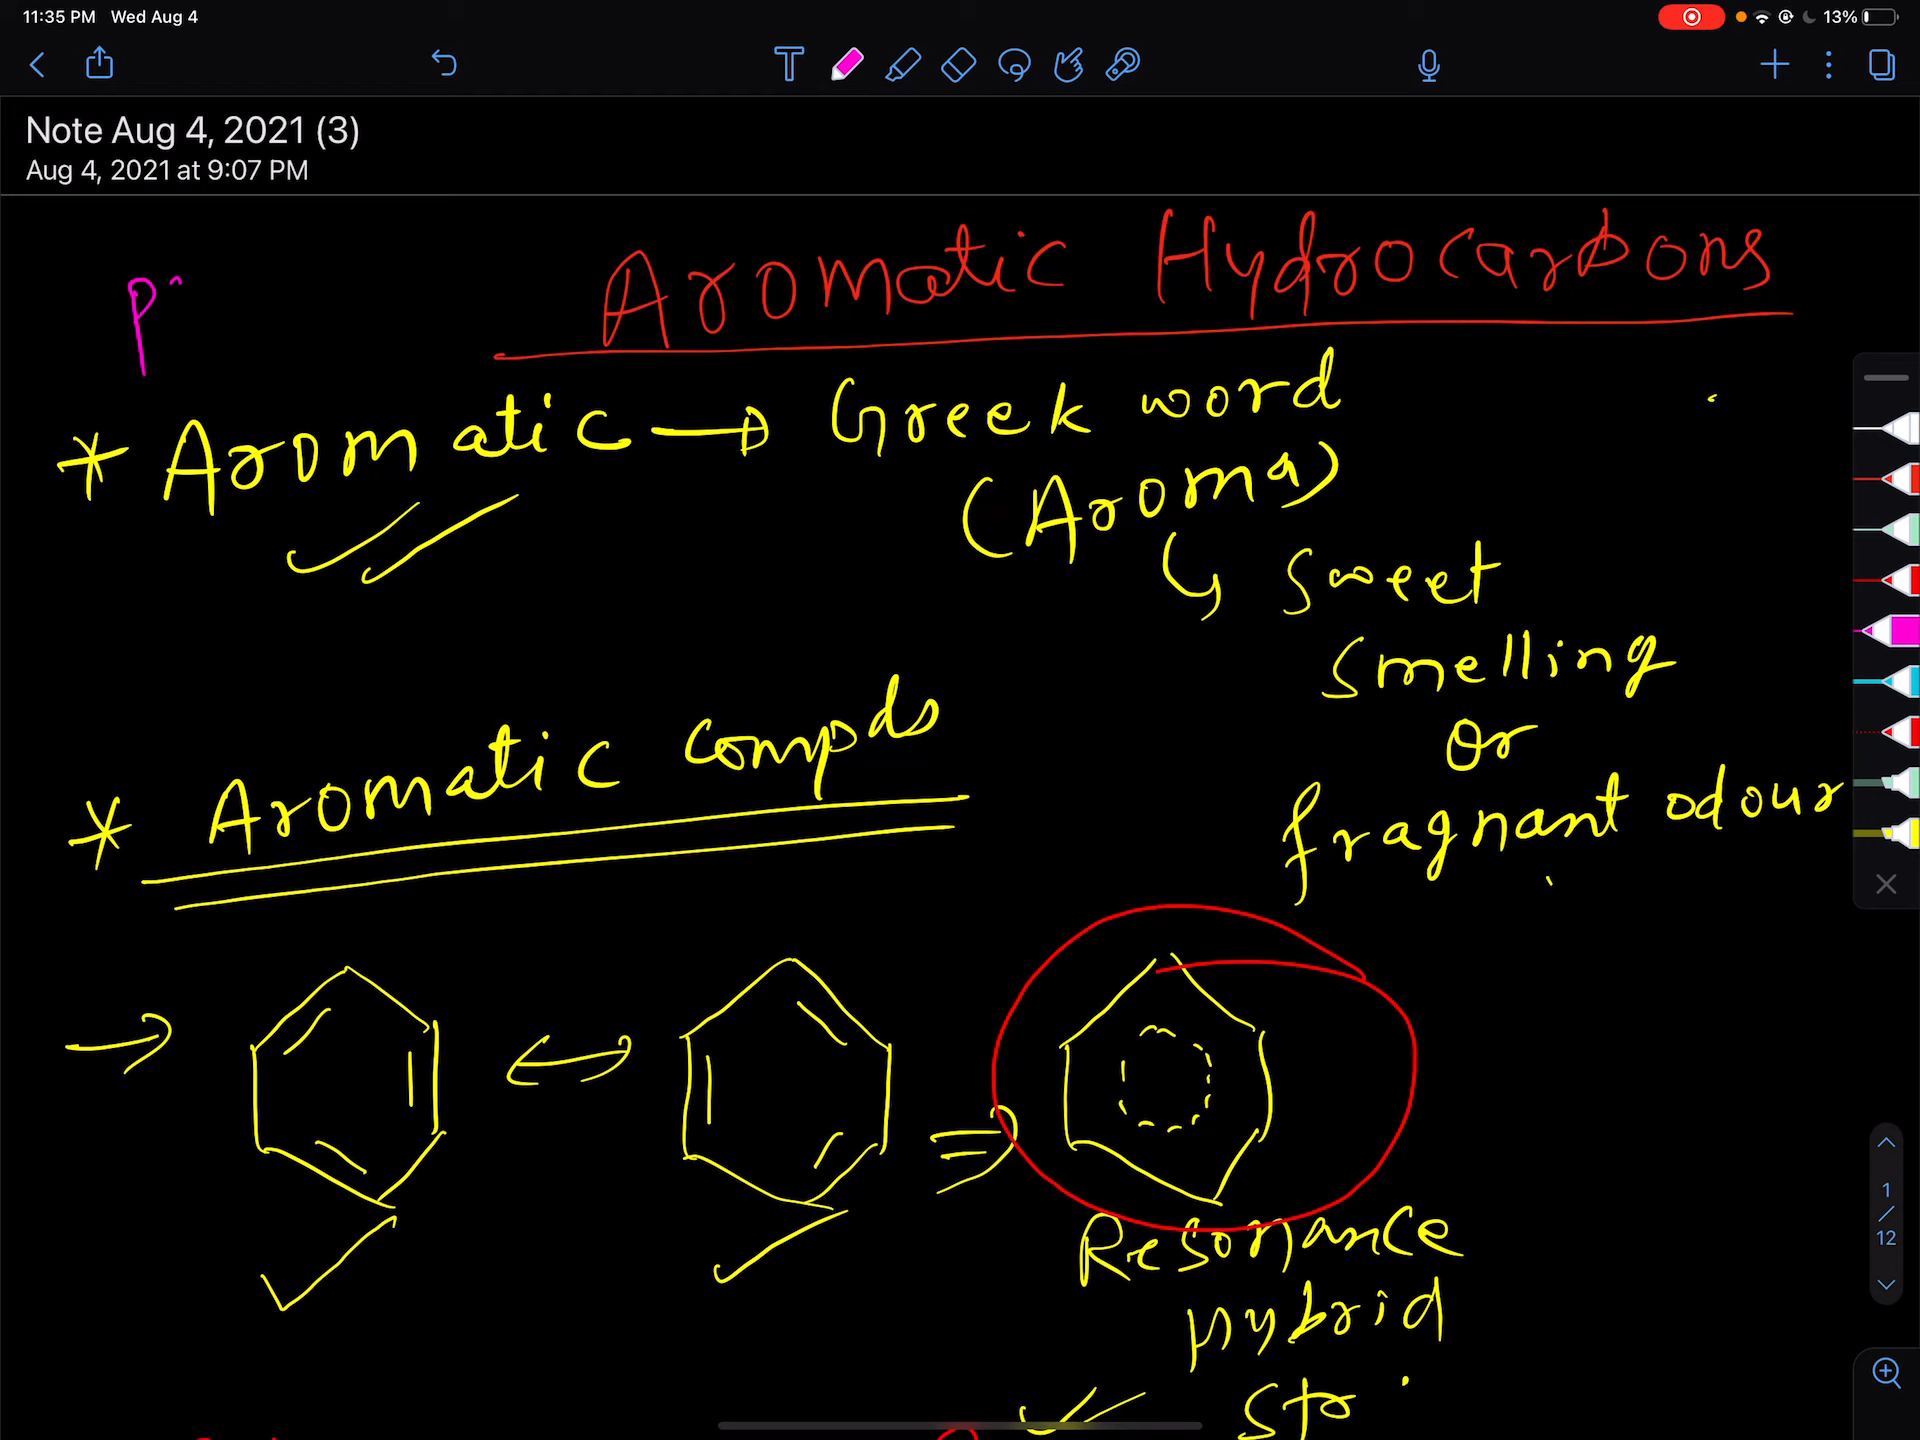 11:35 PM Wed Aug 4 13%
Note Aug 4, 2021 (3)
Aug 4, 2021 at 9:07 PM
Aromatic Hydrocarbons
P
* Aromatic → Greek word
(Aroma)
↳ Sweet
smelling
or
fragnant odour
* Aromatic compds
→ ↔ ⇒
Resonance
Hybrid
Str.
1
/
12